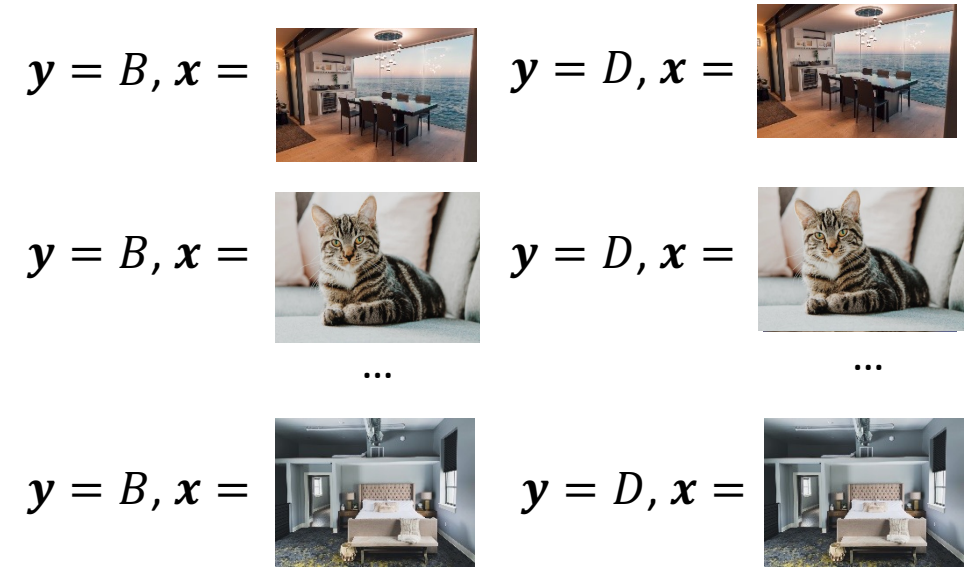 y = B, x =
y = D, x =
y = B, x =
y = D, x =
...
...
y = B, x =
y = D, x =